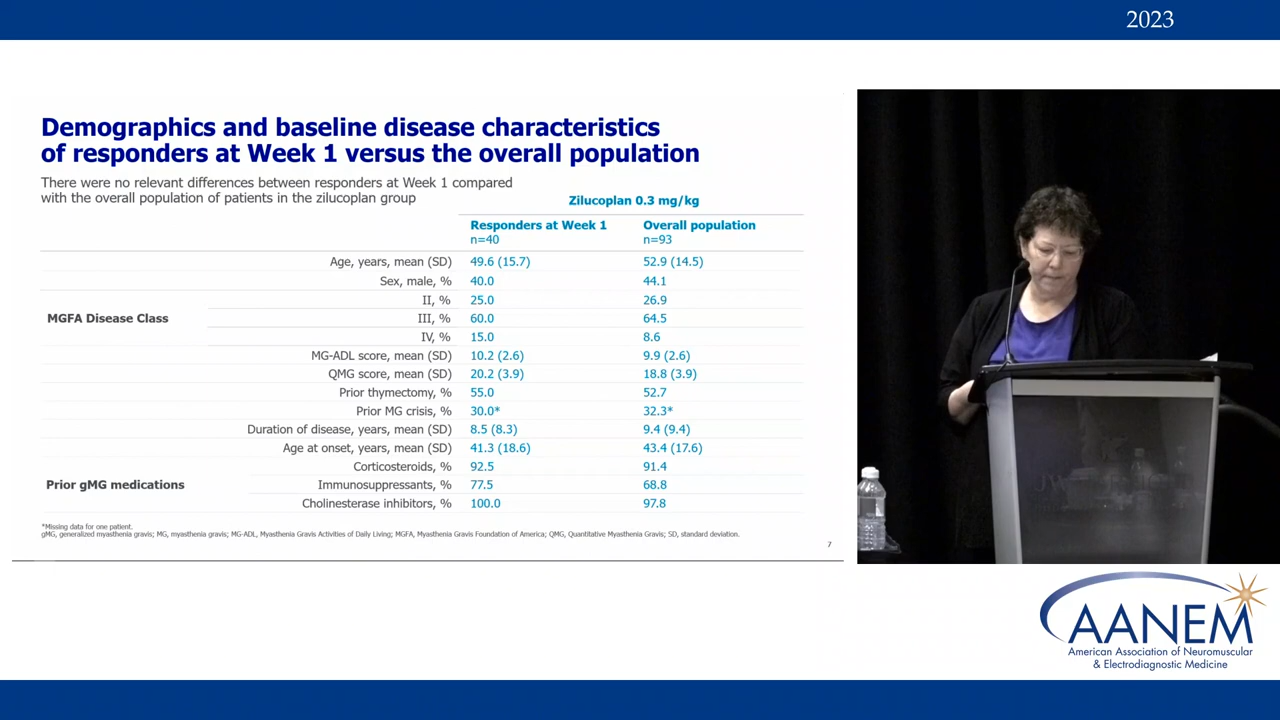 2023
Demographics and baseline disease characteristics
of responders at Week 1 versus the overall population
There were no relevant differences between responders at Week 1 compared
with the overall population of patients in the zilucoplan group
Zilucoplan 0.3 mg/kg
Responders at Week 1 Overall population
n=40 n=93
Age, years, mean (SD) 49.6 (15.7) 52.9 (14.5)
Sex, male, % 40.0 44.1
II, % 25.0 26.9
MGFA Disease Class III, % 60.0 64.5
IV, % 15.0 8.6
MG-ADL score, mean (SD) 10.2 (2.6) 9.9 (2.6)
QMG score, mean (SD) 20.2 (3.9) 18.8 (3.9)
Prior thymectomy, % 55.0 52.7
Prior MG crisis, % 30.0* 32.3*
Duration of disease, years, mean (SD) 8.5 (8.3) 9.4 (9.4)
Age at onset, years, mean (SD) 41.3 (18.6) 43.4 (17.6)
Corticosteroids, % 92.5 91.4
Prior gMG medications Immunosuppressants, % 77.5 68.8
Cholinesterase inhibitors, % 100.0 97.8
*Missing data for one patient.
gMG, generalized myasthenia gravis; MG, myasthenia gravis; MG-ADL, Myasthenia Gravis Activities of Daily Living; MGFA, Myasthenia Gravis Foundation of America; QMG, Quantitative Myasthenia Gravis; SD, standard deviation.
7
AANEM
American Association of Neuromuscular
& Electrodiagnostic Medicine